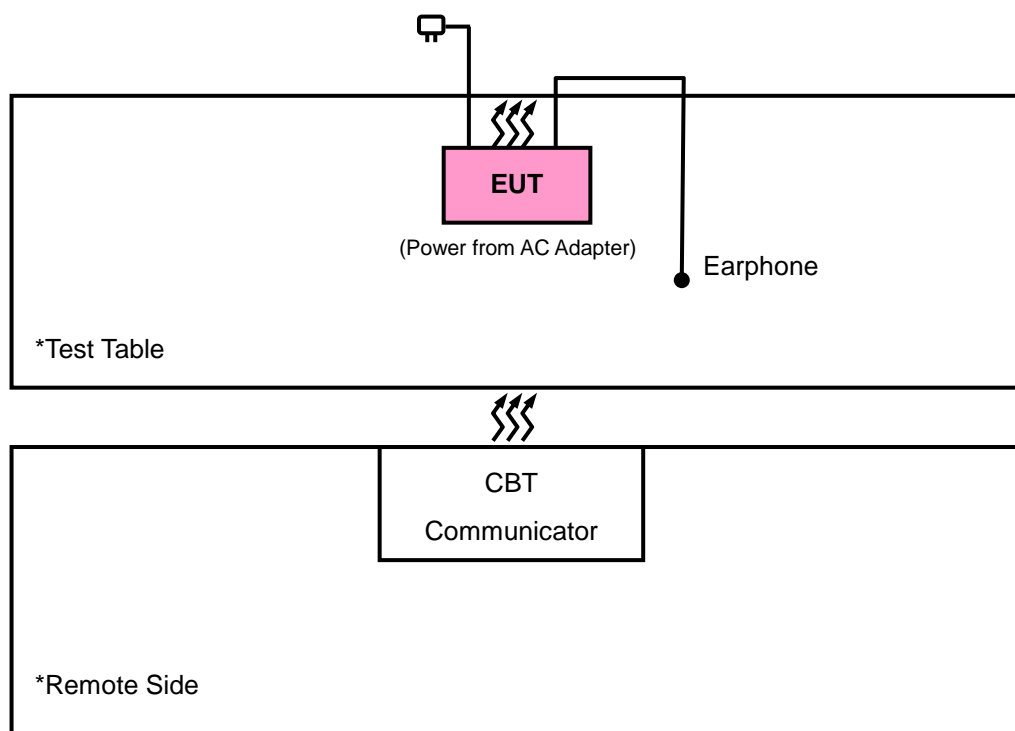 EUT
(Power from AC Adapter)
Earphone
*Test Table
CBT
Communicator
*Remote Side